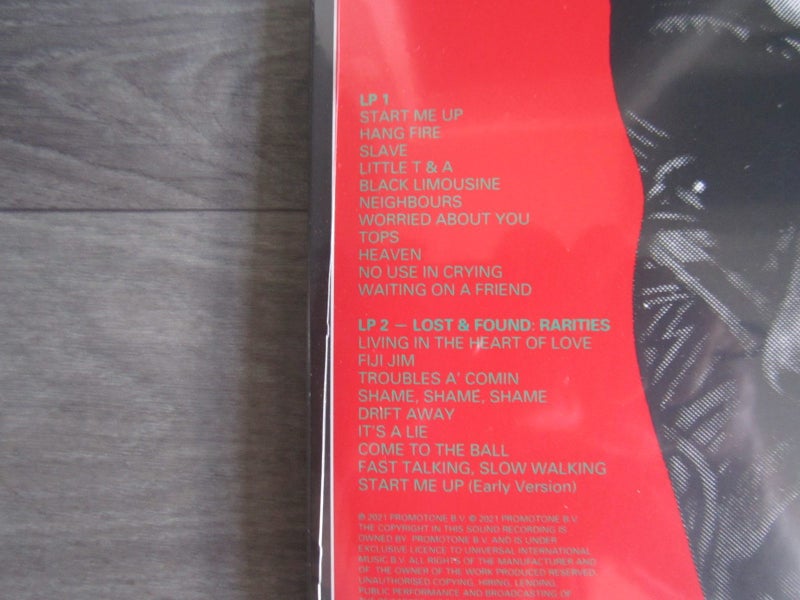 LP 1
START ME UP
HANG FIRE
SLAVE
LITTLE T & A
BLACK LIMOUSINE
NEIGHBOURS
WORRIED ABOUT YOU
TOPS
HEAVEN
NO USE IN CRYING
WAITING ON A FRIEND
LP 2 – LOST & FOUND: RARITIES
LIVING IN THE HEART OF LOVE
FIJI JIM
TROUBLES A' COMIN
SHAME, SHAME, SHAME
DRIFT AWAY
IT'S A LIE
COME TO THE BALL
FAST TALKING, SLOW WALKING
START ME UP (Early Version)
℗ 2021 PROMOTONE B.V. © 2021 PROMOTONE B.V.
THE COPYRIGHT IN THIS SOUND RECORDING IS
OWNED BY PROMOTONE B.V. AND IS UNDER
EXCLUSIVE LICENCE TO UNIVERSAL INTERNATIONAL
MUSIC B.V. ALL RIGHTS OF THE MANUFACTURER AND
OF THE OWNER OF THE WORK PRODUCED RESERVED.
UNAUTHORISED COPYING, HIRING, LENDING,
PUBLIC PERFORMANCE AND BROADCASTING OF